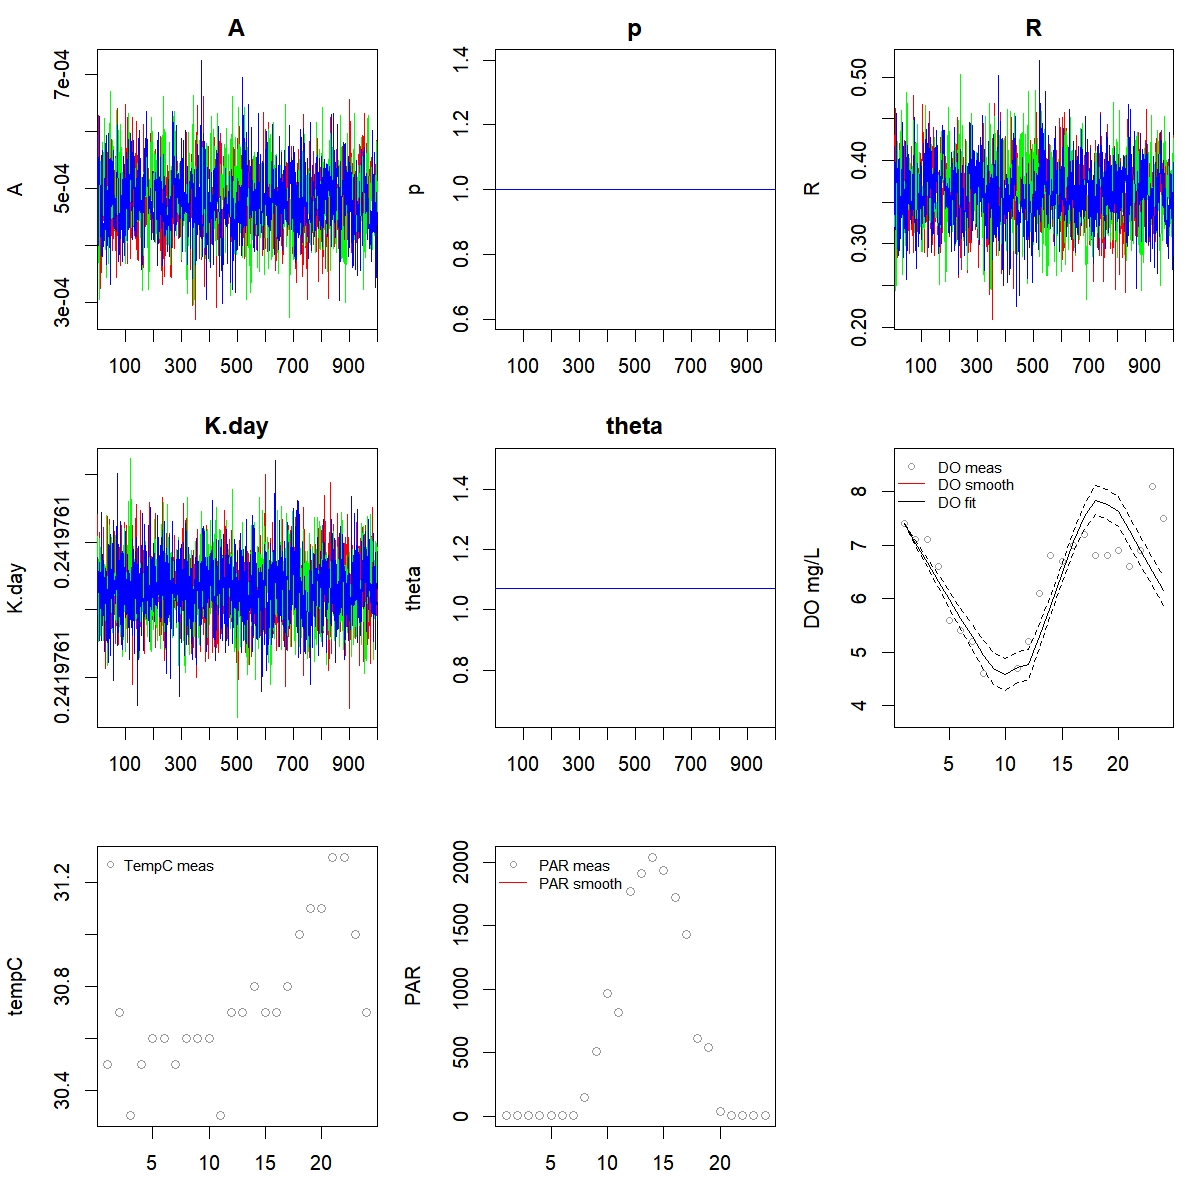 A
7e-04
5e-04
3e-04
A
100 300 500 700 900
p
1.4
1.2
1.0
0.8
0.6
p
100 300 500 700 900
R
0.50
0.40
0.30
0.20
R
100 300 500 700 900
K.day
0.2419761
0.2419761
K.day
100 300 500 700 900
theta
1.4
1.2
1.0
0.8
theta
100 300 500 700 900
DO meas
DO smooth
DO fit
8
7
6
5
4
DO mg/L
5 10 15 20
TempC meas
31.2
30.8
30.4
tempC
5 10 15 20
PAR meas
PAR smooth
2000
1500
1000
500
0
PAR
5 10 15 20